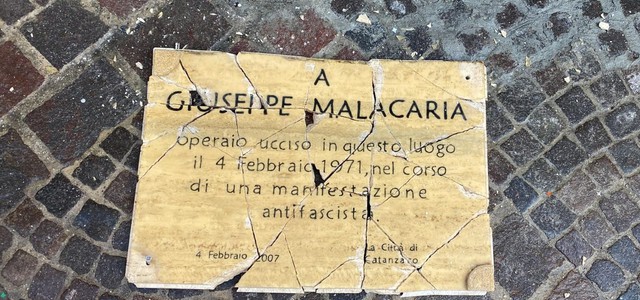 A
GIUSEPPE MALACARIA
operaio ucciso in questo luogo
il 4 febbraio 1971, nel corso
di una manifestazione
antifascista.
4 Febbraio 2007
La Città di
Catanzaro